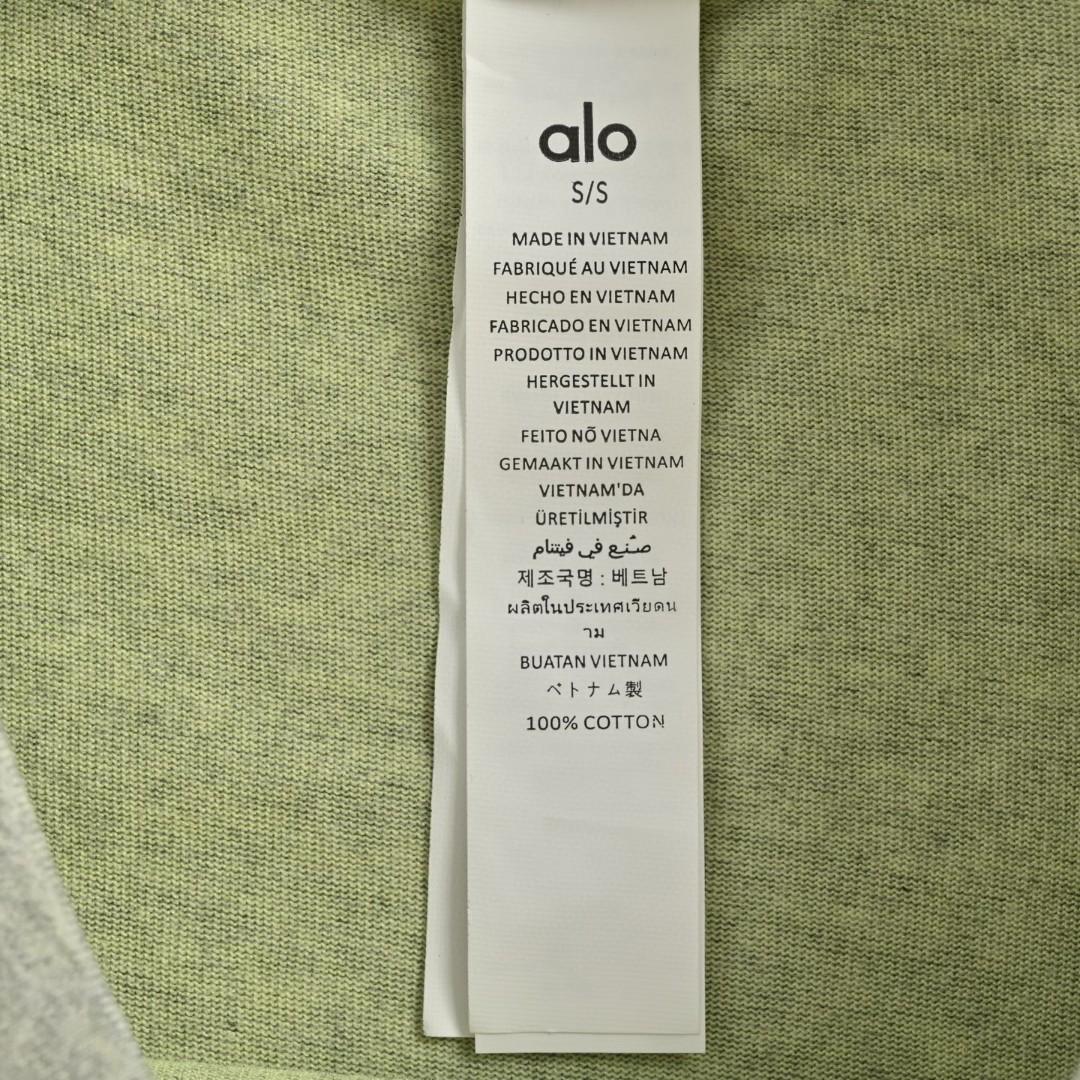 alo
S/S
MADE IN VIETNAM
FABRIQUÉ AU VIETNAM
HECHO EN VIETNAM
FABRICADO EN VIETNAM
PRODOTTO IN VIETNAM
HERGESTELLT IN
VIETNAM
FEITO NÕ VIETNA
GEMAAKT IN VIETNAM
VIETNAM'DA
ÜRETİLMİŞTİR
صُنع في فيتنام
제조국명 : 베트남
ผลิตในประเทศเวียดน
าม
BUATAN VIETNAM
ベトナム製
100% COTTON